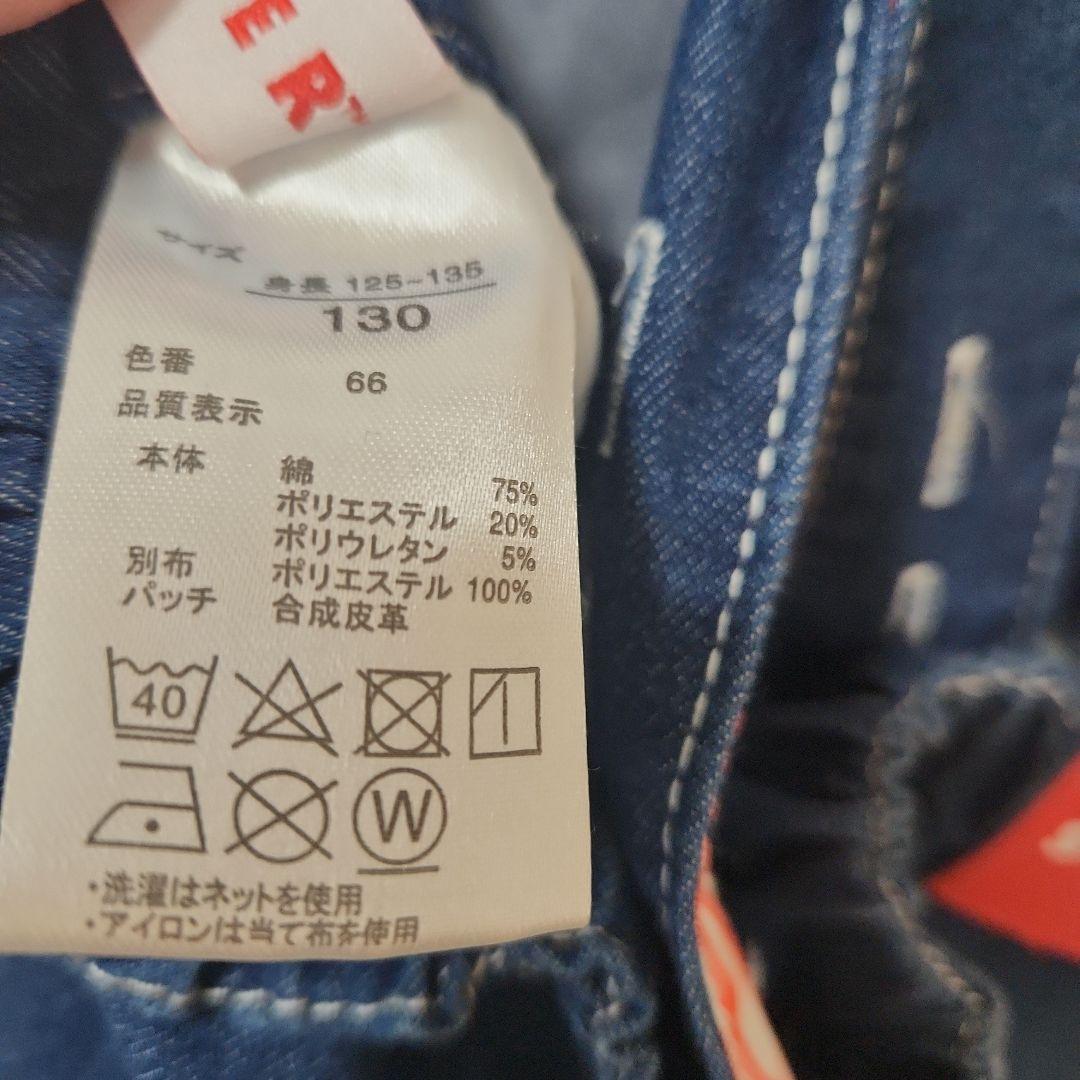 ER™
サイズ
身長 125~135
130
色番 66
品質表示
本体 綿 75%
ポリエステル 20%
ポリウレタン 5%
別布 ポリエステル 100%
パッチ 合成皮革
40
W
・洗濯はネットを使用
・アイロンは当て布を使用